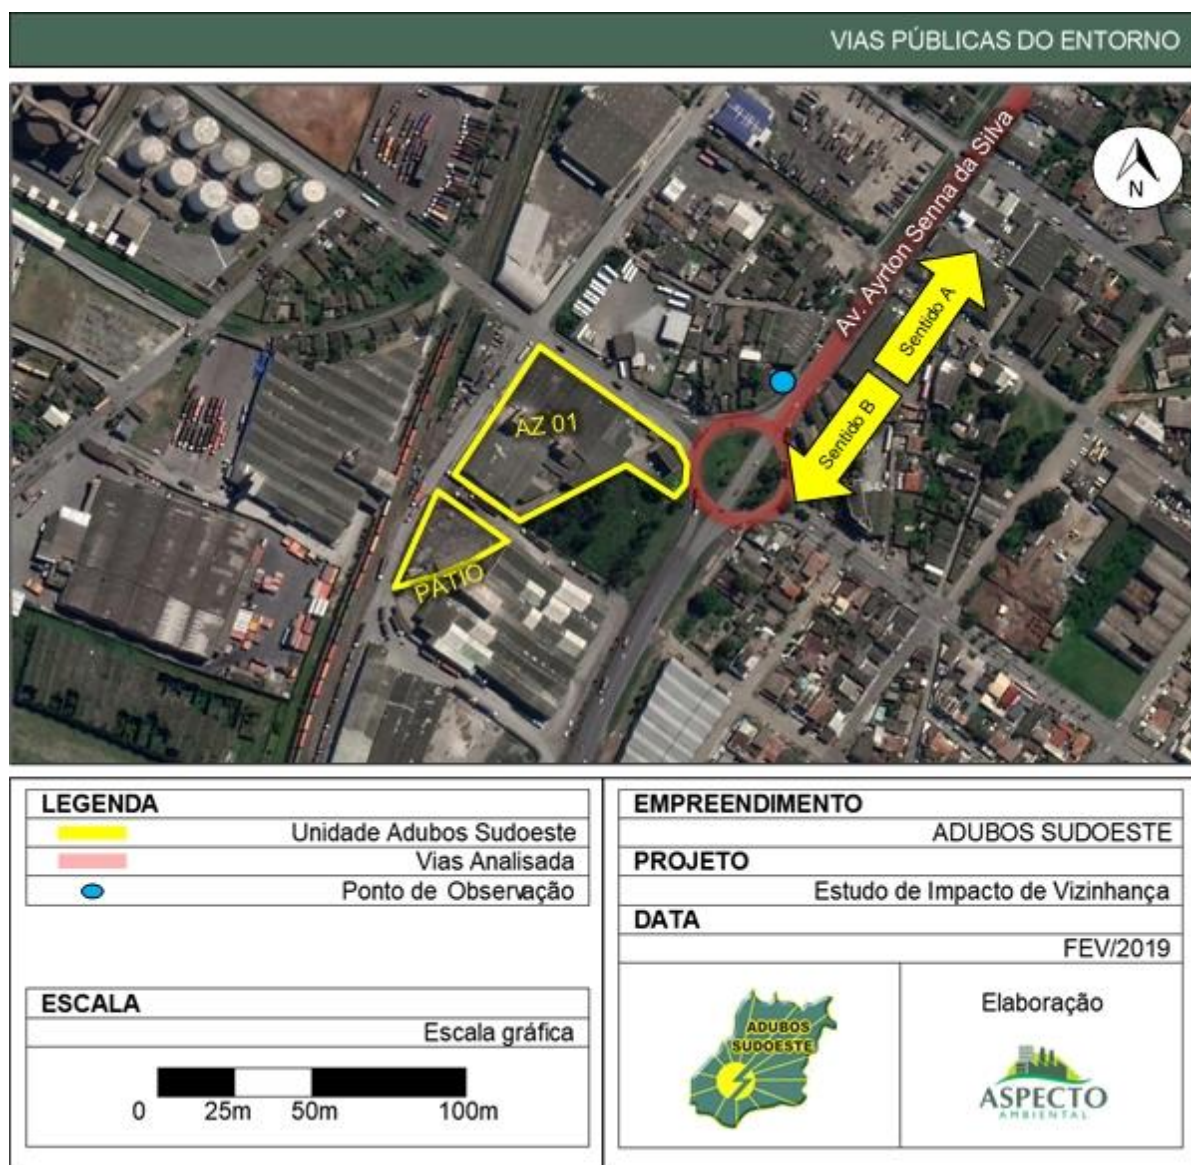 VIAS PÚBLICAS DO ENTORNO
Av. Ayrton Senna da Silva
N
Sentido A
Sentido B
AZ 01
PATIO
LEGENDA
Unidade Adubos Sudoeste
Vias Analisada
Ponto de Observação
ESCALA
Escala gráfica
0 25m 50m 100m
EMPREENDIMENTO
ADUBOS SUDOESTE
PROJETO
Estudo de Impacto de Vizinhança
DATA
FEV/2019
ADUBOS
SUDOESTE
Elaboração
ASPECTO
AMBIENTAL